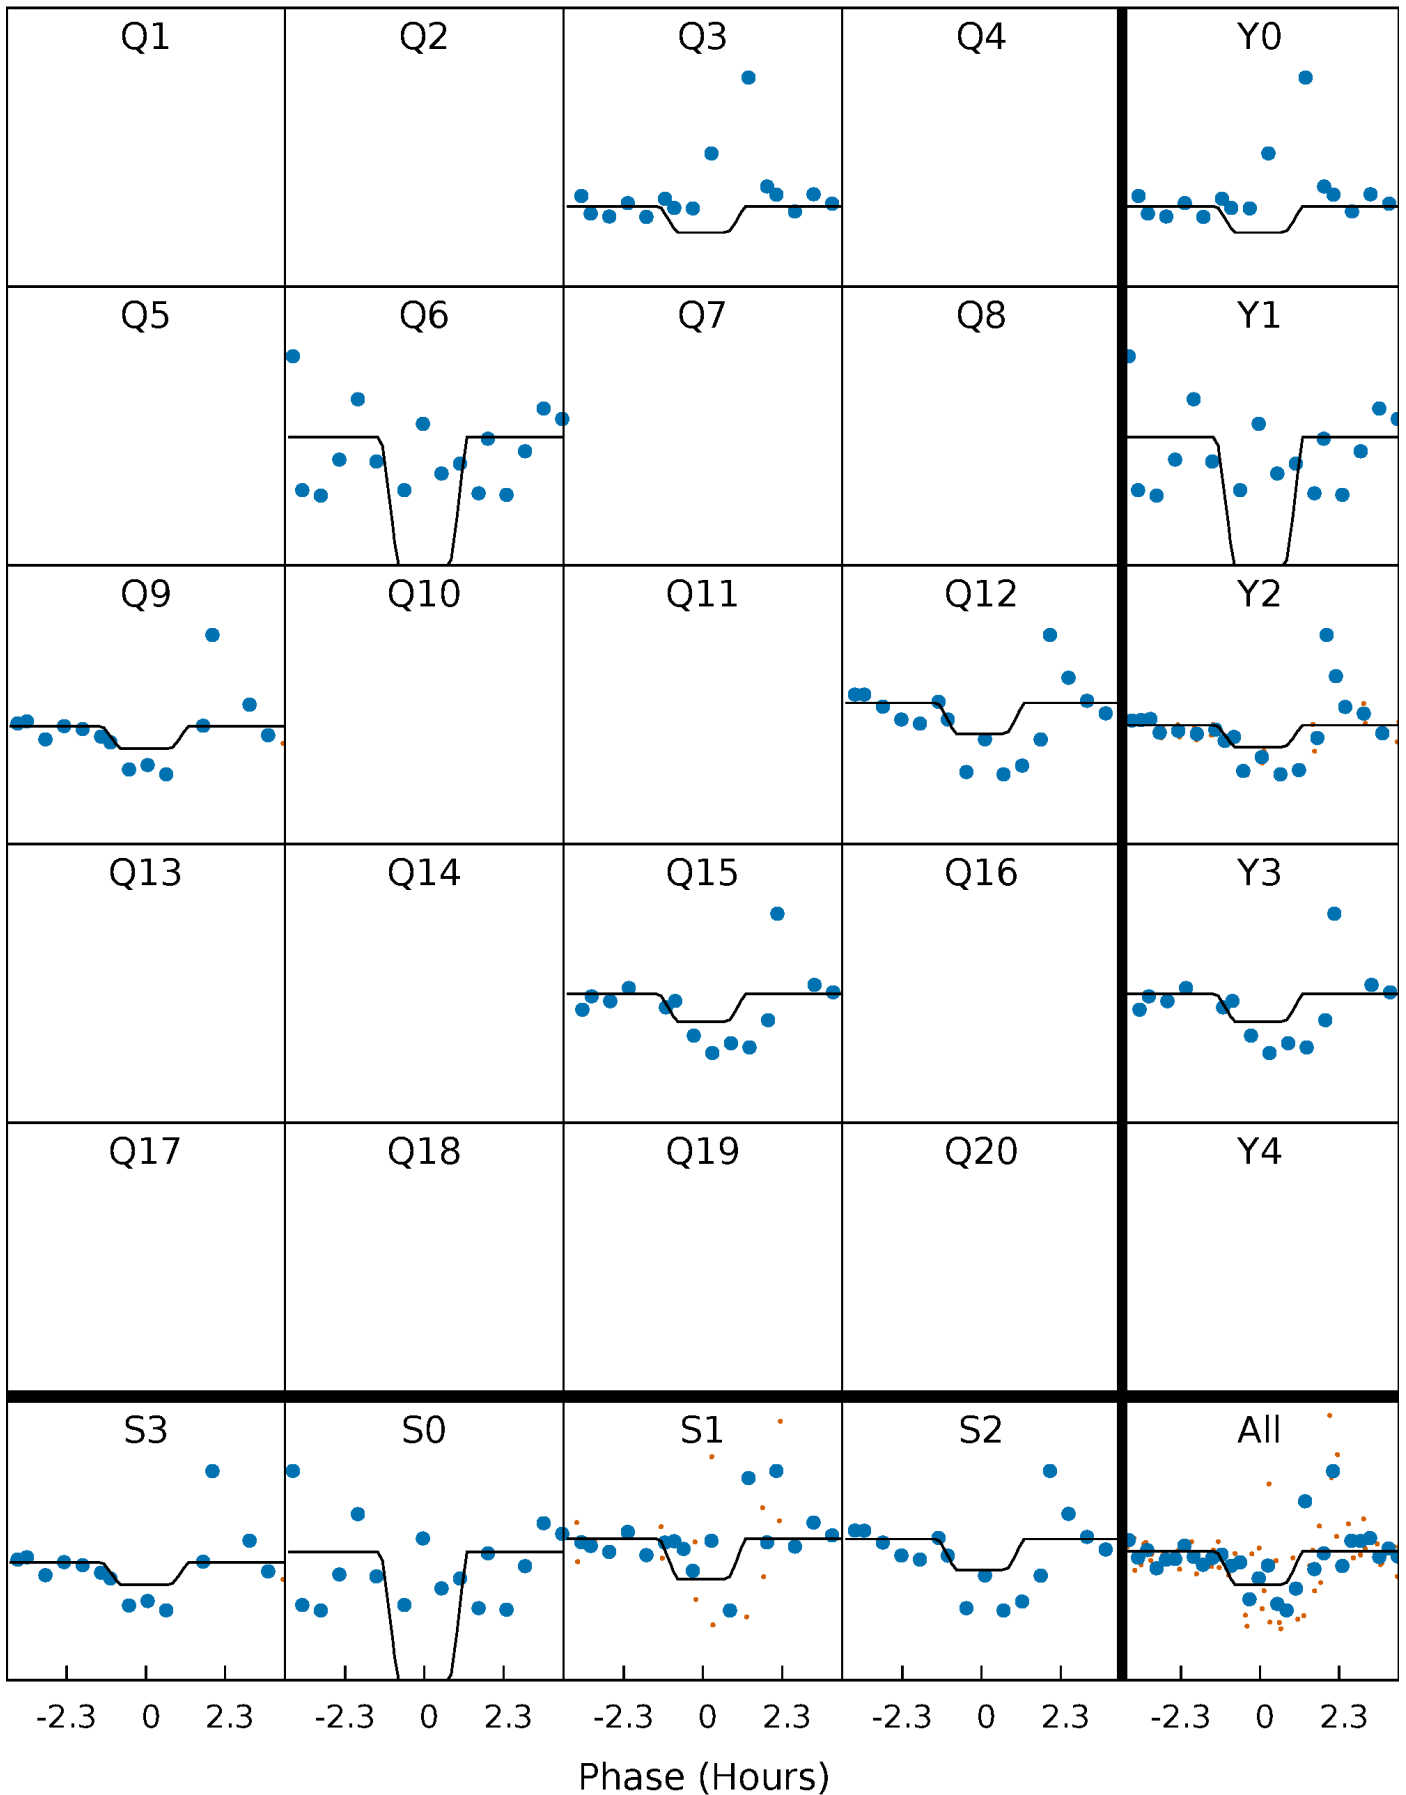 Q1 Q2 Q3 Q4 Y0
Q5 Q6 Q7 Q8 Y1
Q9 Q10 Q11 Q12 Y2
Q13 Q14 Q15 Q16 Y3
Q17 Q18 Q19 Q20 Y4
S3 S0 S1 S2 All
-2.3 0 2.3 -2.3 0 2.3 -2.3 0 2.3 -2.3 0 2.3 -2.3 0 2.3
Phase (Hours)